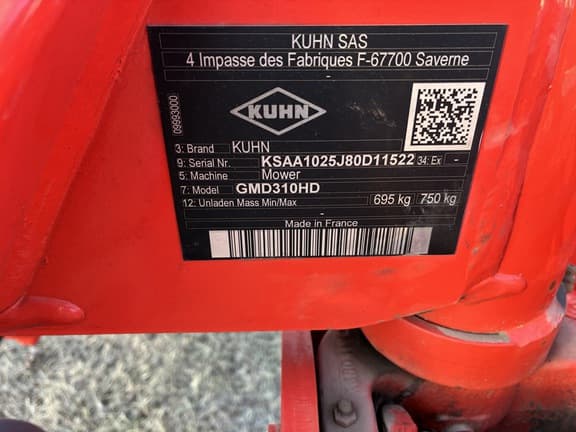 KUHN SAS
4 Impasse des Fabriques F-67700 Saverne
KUHN
09993000
3: Brand KUHN
9: Serial Nr. KSAA1025J80D11522 34: Ex -
5: Machine Mower
7: Model GMD310HD
12: Unladen Mass Min/Max 695 kg 750 kg
-
Made in France